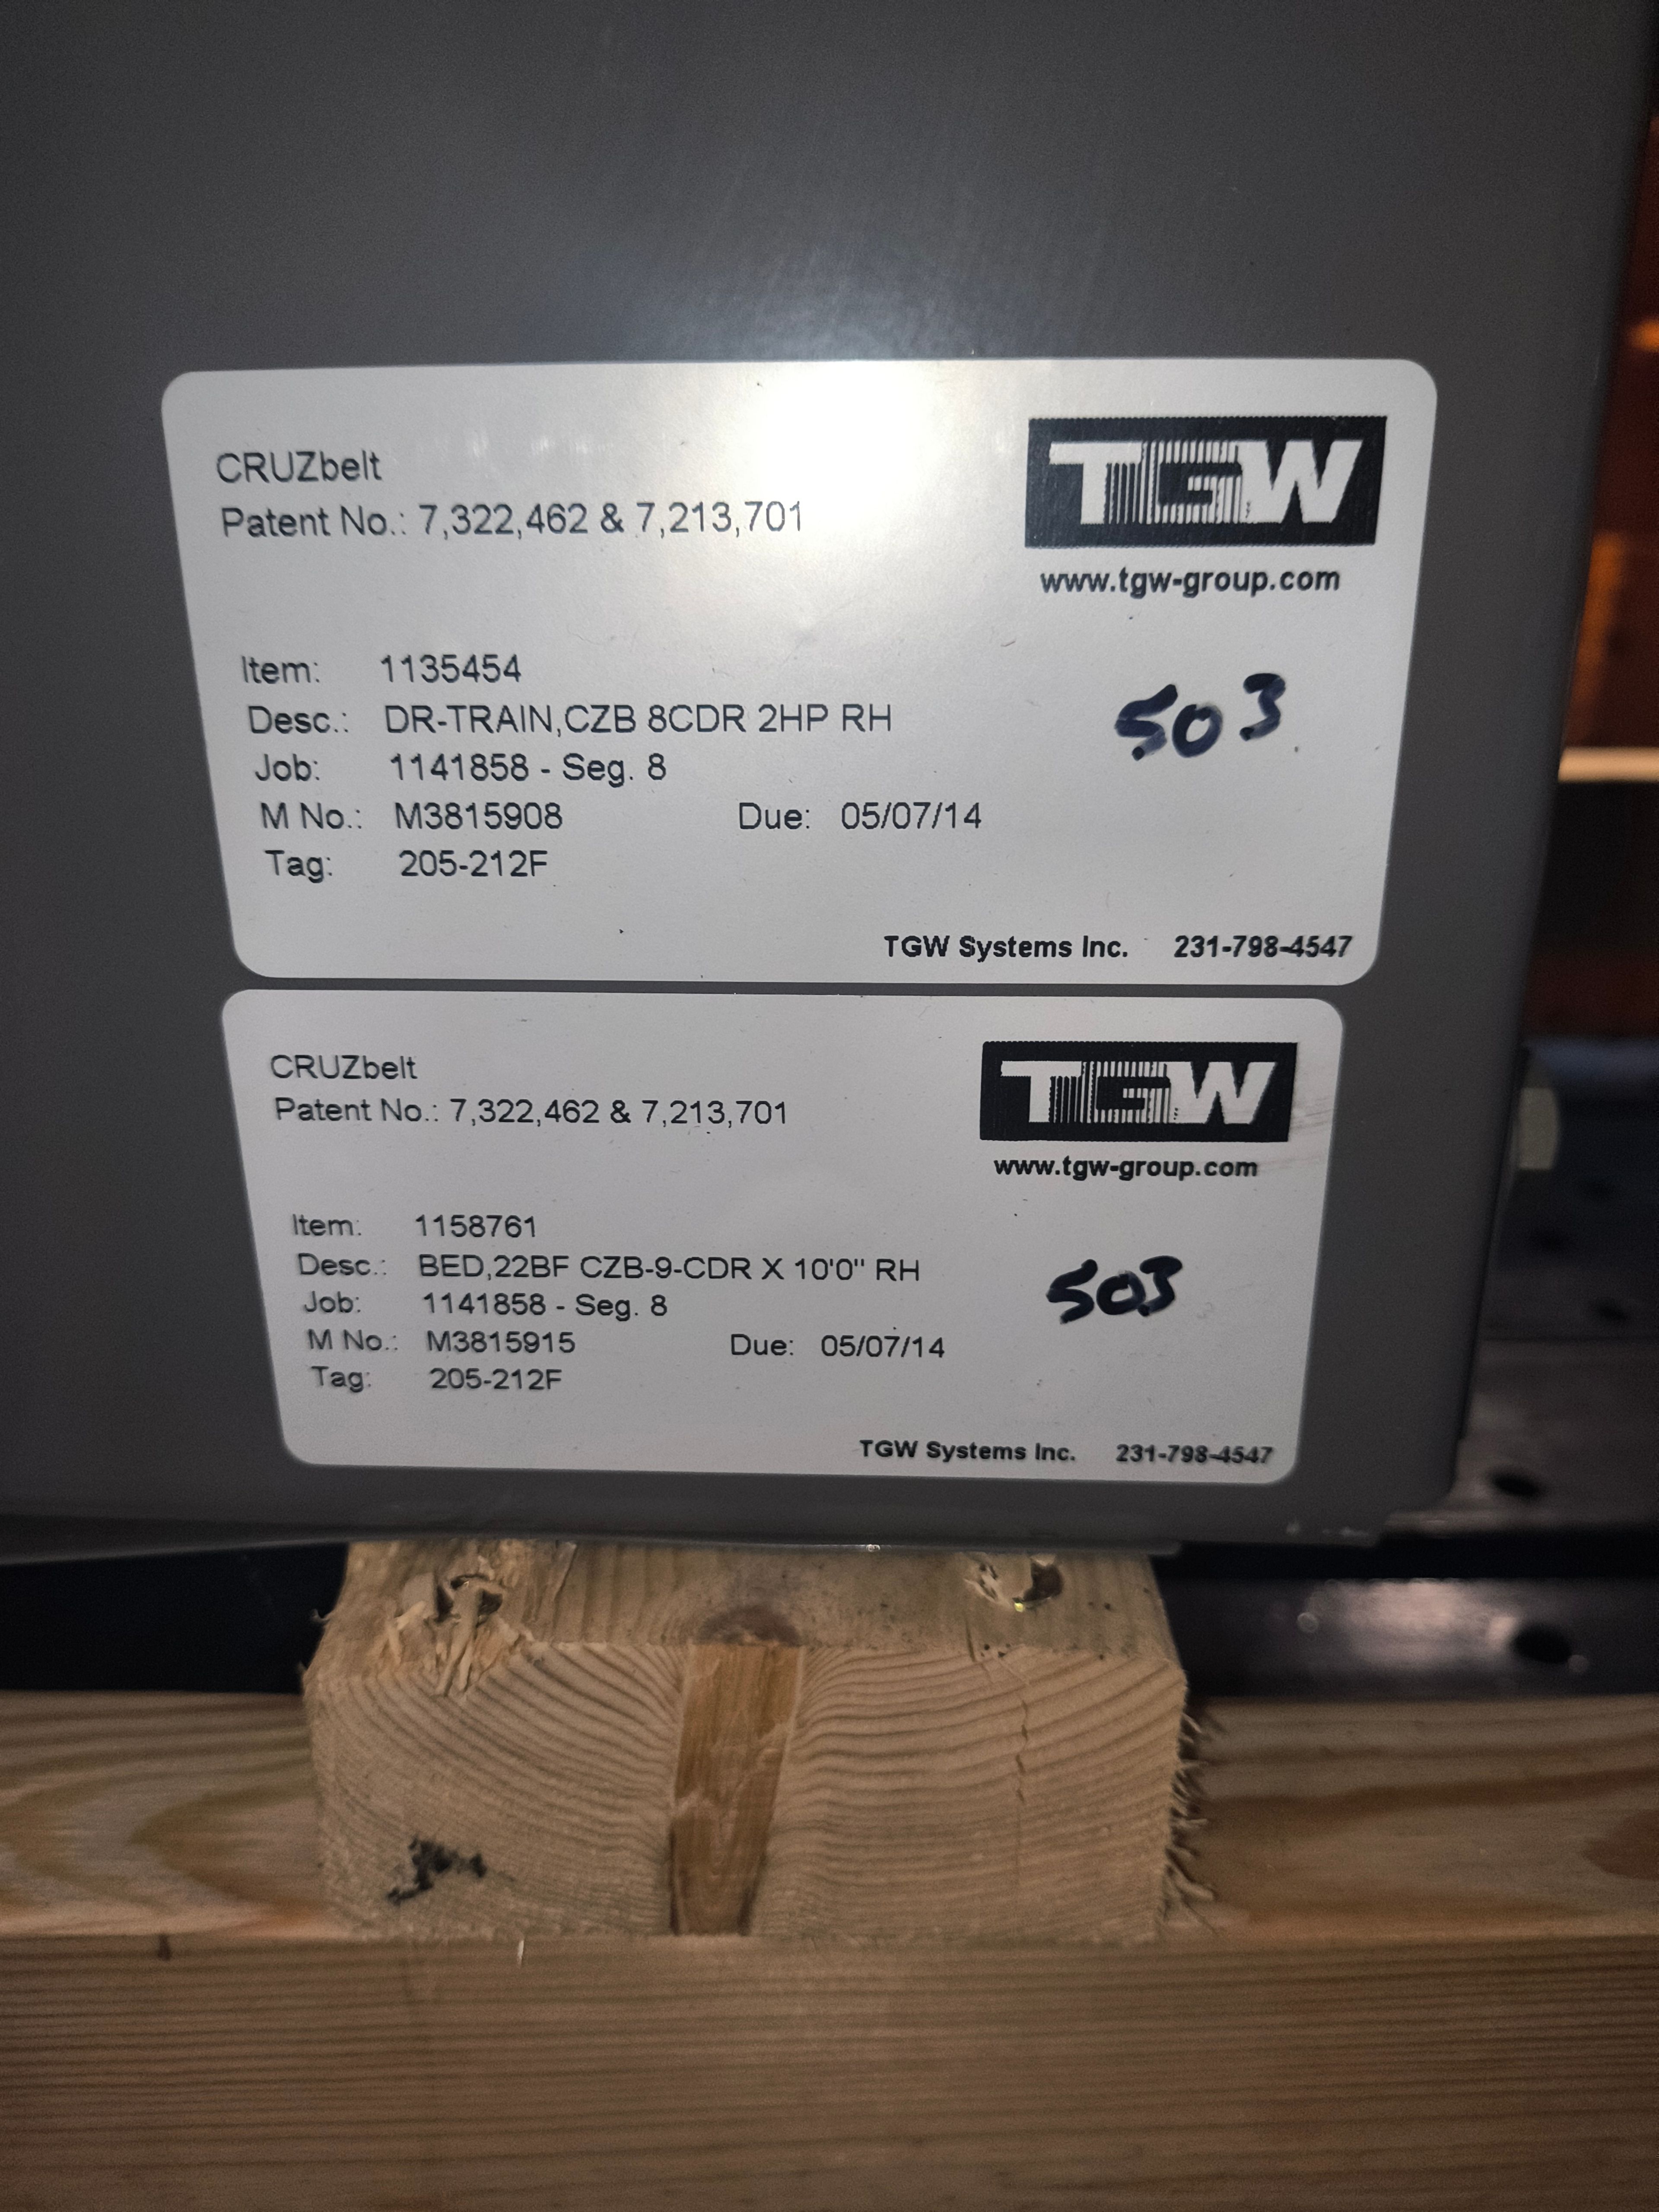 CRUZbelt
Patent No.: 7,322,462 & 7,213,701
TGW
www.tgw-group.com
Item: 1135454
Desc.: DR-TRAIN,CZB 8CDR 2HP RH
503
Job: 1141858 - Seg. 8
M No.: M3815908 Due: 05/07/14
Tag: 205-212F
TGW Systems Inc. 231-798-4547
CRUZbelt
Patent No.: 7,322,462 & 7,213,701
TGW
www.tgw-group.com
Item: 1158761
Desc.: BED,22BF CZB-9-CDR X 10'0" RH
503
Job: 1141858 - Seg. 8
M No.: M3815915 Due: 05/07/14
Tag: 205-212F
TGW Systems Inc. 231-798-4547